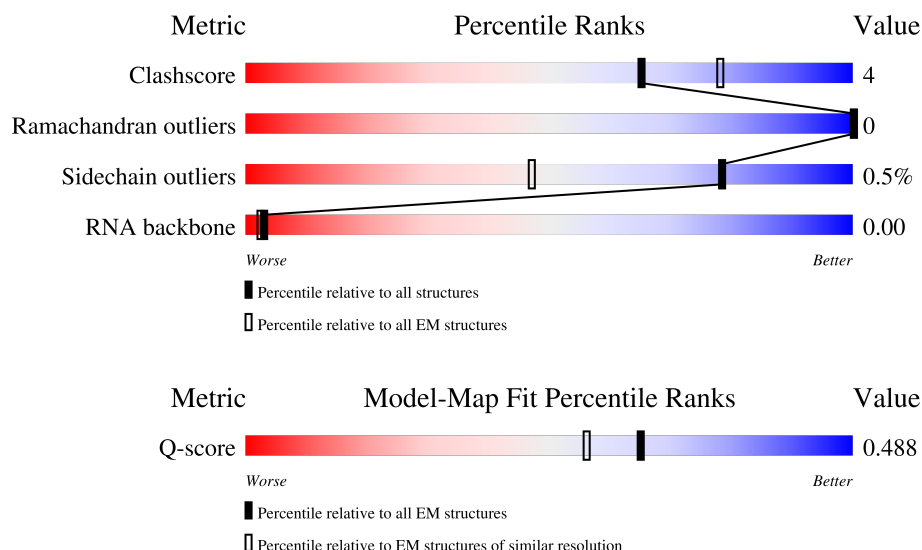 Metric Percentile Ranks Value
Clashscore 4
Ramachandran outliers 0
Sidechain outliers 0.5%
RNA backbone 0.00
Worse Better
Percentile relative to all structures
Percentile relative to all EM structures
Metric Model-Map Fit Percentile Ranks Value
Q-score 0.488
Worse Better
Percentile relative to all EM structures
Percentile relative to EM structures of similar resolution